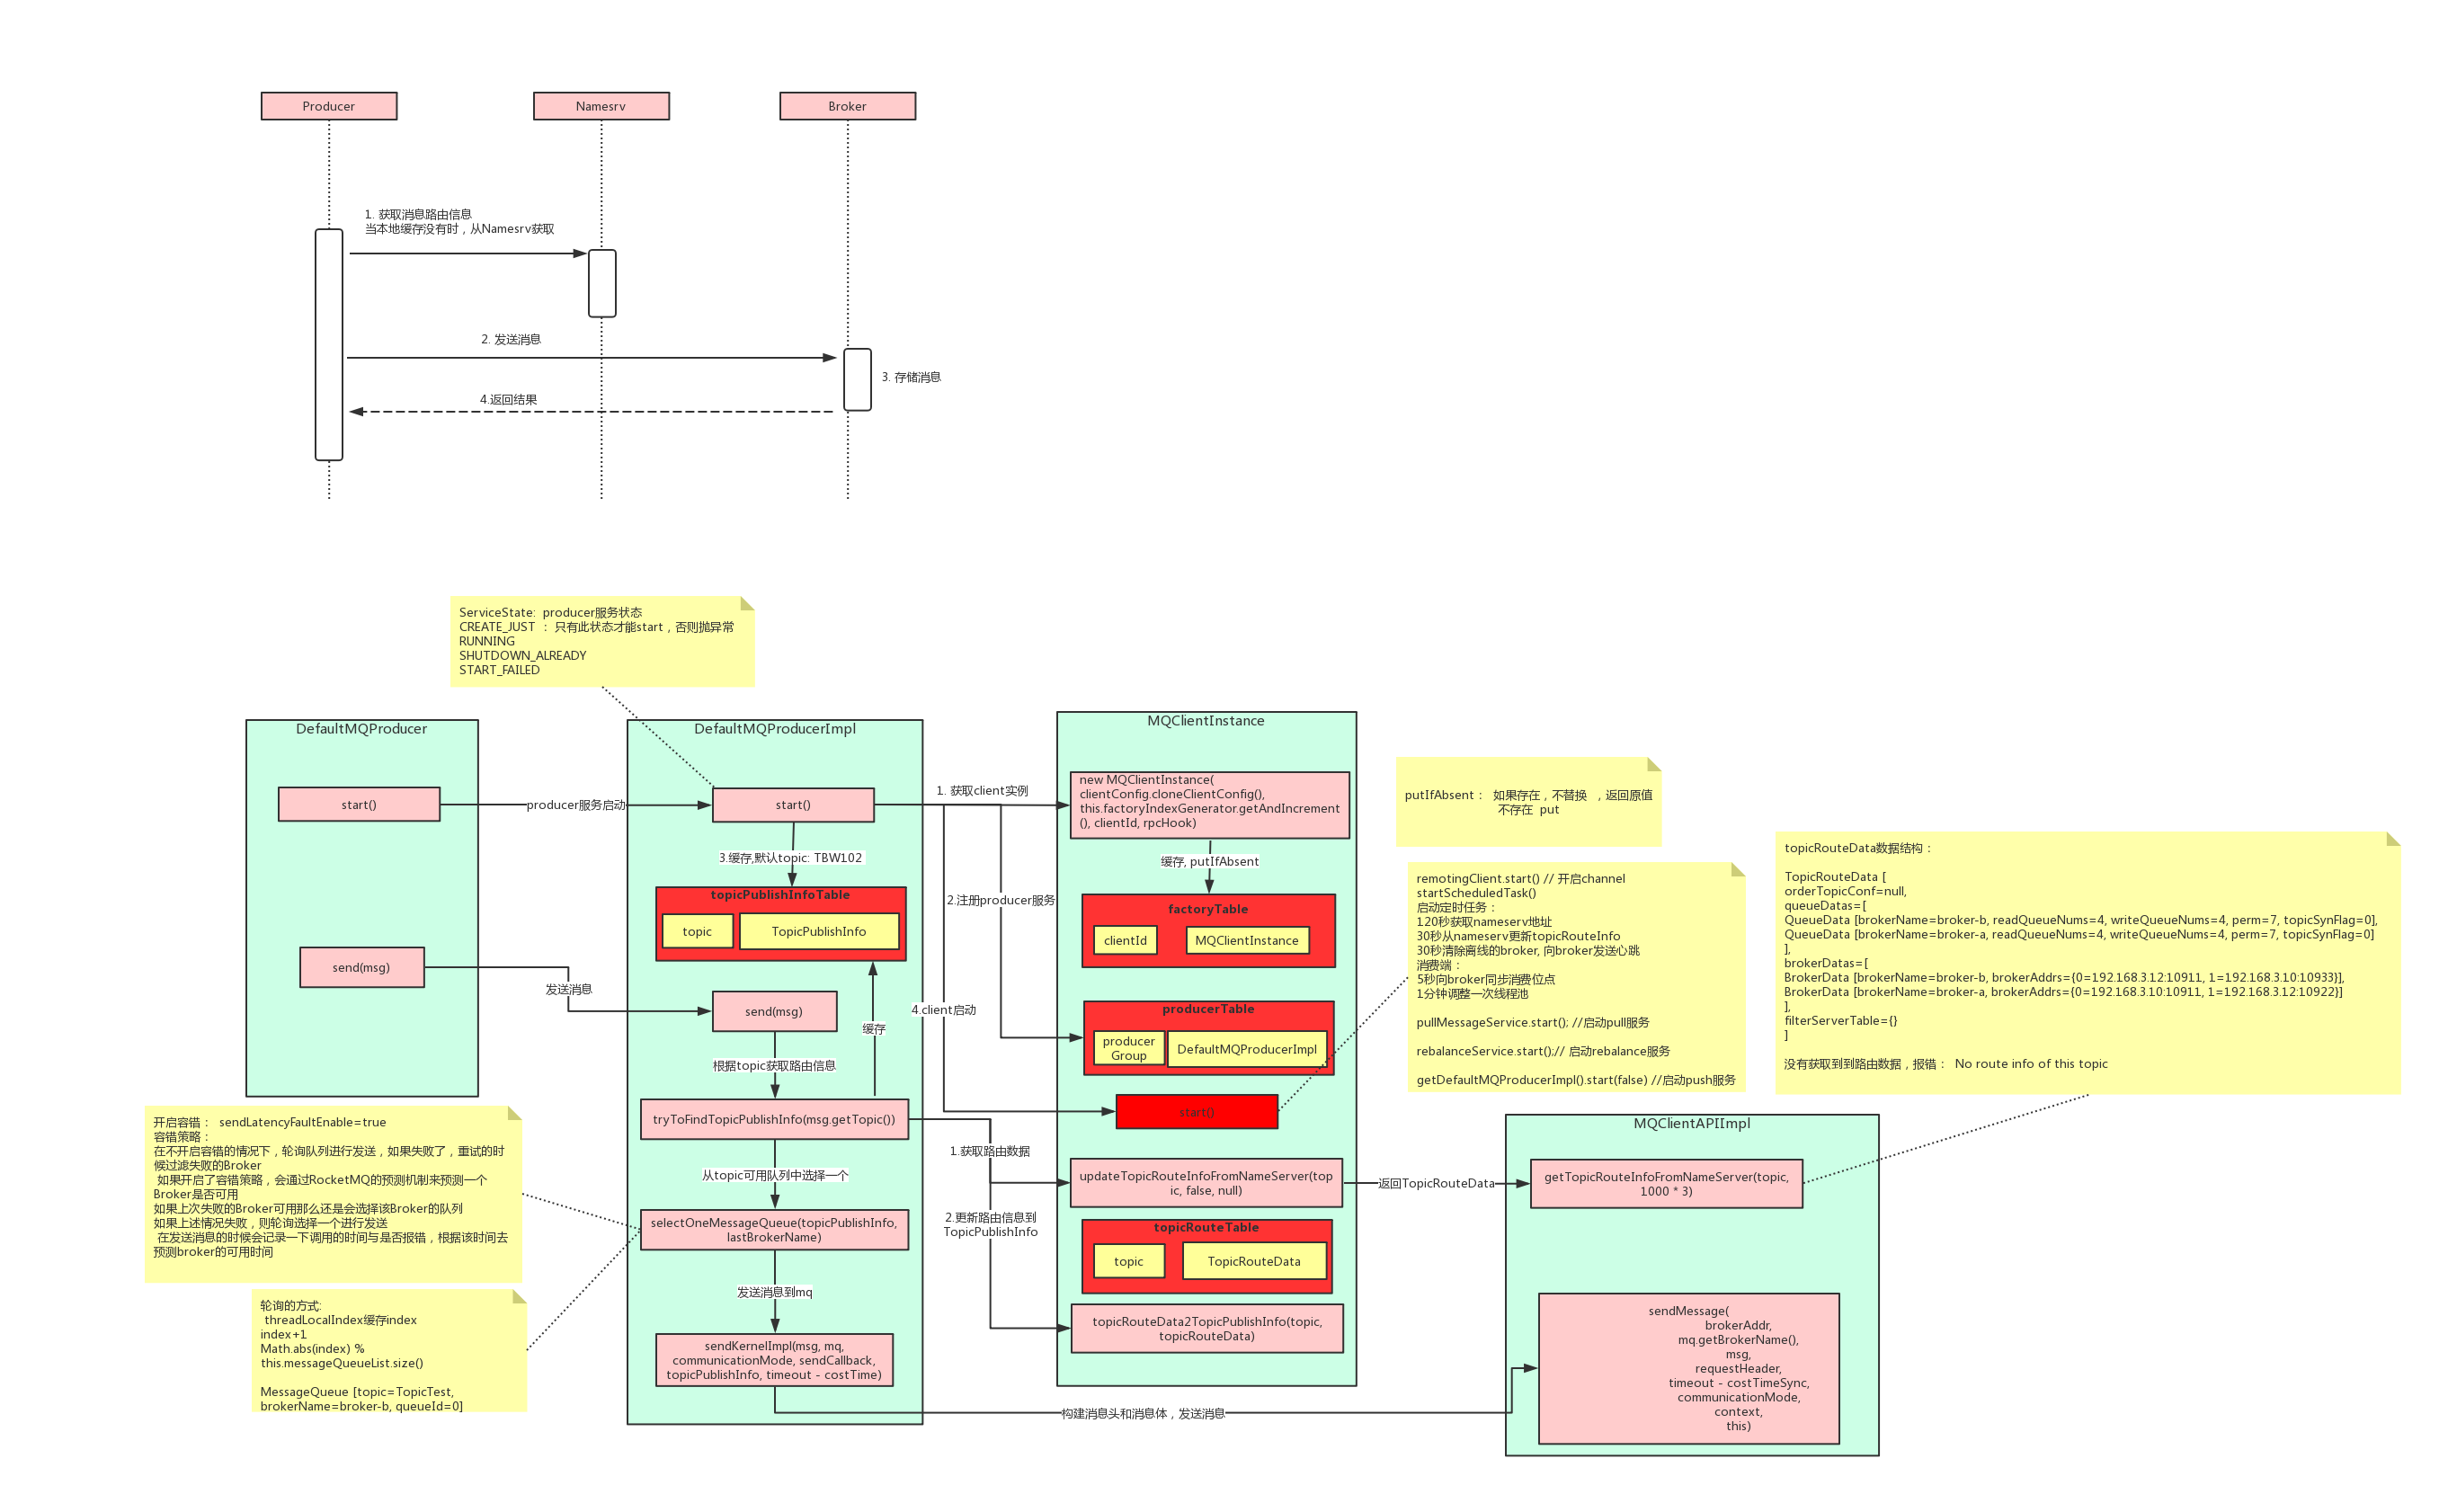 Producer
Namesrv
Broker
1. 获取消息路由信息
当本地缓存没有时，从Namesrv获取
2. 发送消息
3. 存储消息
4.返回结果
ServiceState:  producer服务状态
CREATE_JUST ： 只有此状态才能start，否则抛异常
RUNNING
SHUTDOWN_ALREADY
START_FAILED
DefaultMQProducer
start()
producer服务启动
send(msg)
发送消息
DefaultMQProducerImpl
start()
3.缓存,默认topic: TBW102
topicPublishInfoTable
topic
TopicPublishInfo
send(msg)
缓存
根据topic获取路由信息
tryToFindTopicPublishInfo(msg.getTopic())
从topic可用队列中选择一个
selectOneMessageQueue(topicPublishInfo,
lastBrokerName)
发送消息到mq
sendKernelImpl(msg, mq,
communicationMode, sendCallback,
topicPublishInfo, timeout - costTime)
1. 获取client实例
2.注册producer服务
4.client启动
1.获取路由数据
2.更新路由信息到
TopicPublishInfo
构建消息头和消息体，发送消息
MQClientInstance
new MQClientInstance(
clientConfig.cloneClientConfig(),
this.factoryIndexGenerator.getAndIncrement
(), clientId, rpcHook)
缓存, putIfAbsent
factoryTable
clientId
MQClientInstance
producerTable
producer
Group
DefaultMQProducerImpl
start()
updateTopicRouteInfoFromNameServer(top
ic, false, null)
topicRouteTable
topic
TopicRouteData
topicRouteData2TopicPublishInfo(topic,
topicRouteData)
返回TopicRouteData
putIfAbsent： 如果存在，不替换 ，返回原值
不存在  put
remotingClient.start() // 开启channel
startScheduledTask()
启动定时任务：
120秒获取nameserv地址
30秒从nameserv更新topicRouteInfo
30秒清除离线的broker, 向broker发送心跳
消费端：
5秒向broker同步消费位点
1分钟调整一次线程池
pullMessageService.start(); //启动pull服务
rebalanceService.start();// 启动rebalance服务
getDefaultMQProducerImpl().start(false) //启动push服务
topicRouteData数据结构：
TopicRouteData [
orderTopicConf=null,
queueDatas=[
QueueData [brokerName=broker-b, readQueueNums=4, writeQueueNums=4, perm=7, topicSynFlag=0],
QueueData [brokerName=broker-a, readQueueNums=4, writeQueueNums=4, perm=7, topicSynFlag=0]
],
brokerDatas=[
BrokerData [brokerName=broker-b, brokerAddrs={0=192.168.3.12:10911, 1=192.168.3.10:10933}],
BrokerData [brokerName=broker-a, brokerAddrs={0=192.168.3.10:10911, 1=192.168.3.12:10922}]
],
filterServerTable={}
]
没有获取到到路由数据，报错： No route info of this topic
MQClientAPIImpl
getTopicRouteInfoFromNameServer(topic,
1000 * 3)
sendMessage(
brokerAddr,
mq.getBrokerName(),
msg,
requestHeader,
timeout - costTimeSync,
communicationMode,
context,
this)
开启容错： sendLatencyFaultEnable=true
容错策略：
在不开启容错的情况下，轮询队列进行发送，如果失败了，重试的时
候过滤失败的Broker
如果开启了容错策略，会通过RocketMQ的预测机制来预测一个
Broker是否可用
如果上次失败的Broker可用那么还是会选择该Broker的队列
如果上述情况失败，则轮询选择一个进行发送
在发送消息的时候会记录一下调用的时间与是否报错，根据该时间去
预测broker的可用时间
轮询的方式:
threadLocalIndex缓存index
index+1
Math.abs(index) %
this.messageQueueList.size()
MessageQueue [topic=TopicTest,
brokerName=broker-b, queueId=0]